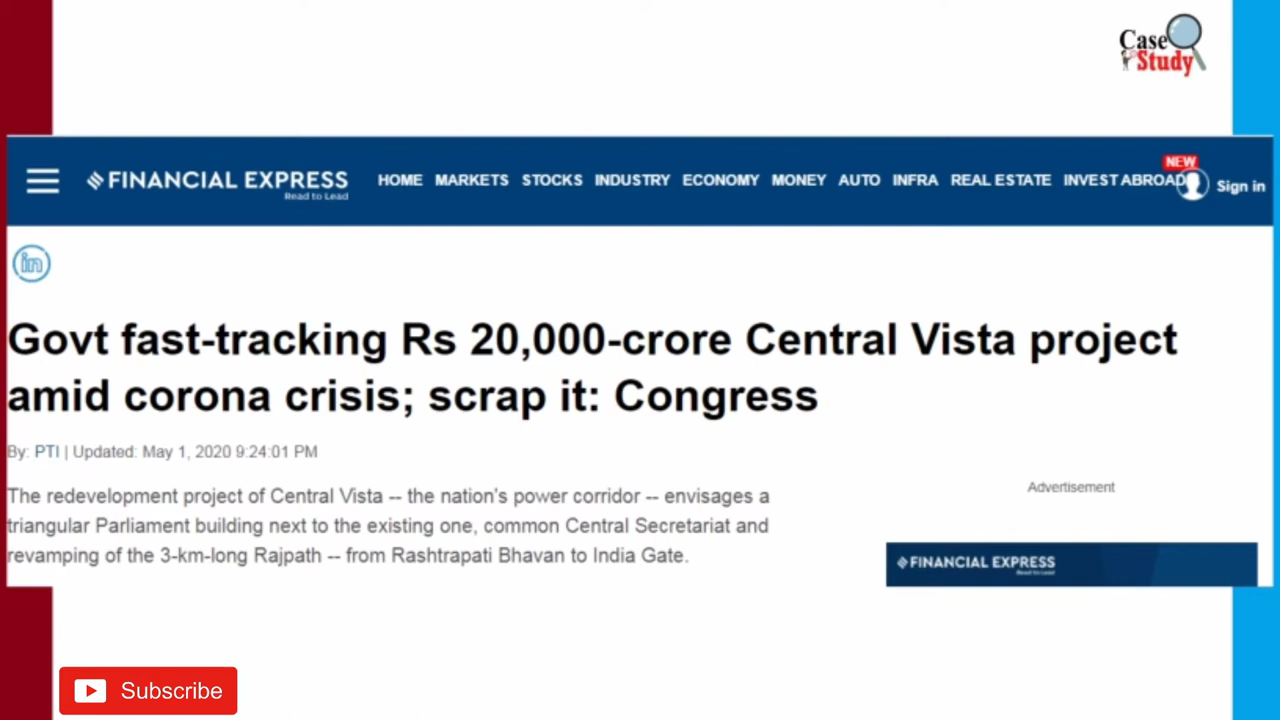 Case
Study
NEW
FINANCIAL EXPRESS
Read to Lead
HOME MARKETS STOCKS INDUSTRY ECONOMY MONEY AUTO INFRA REAL ESTATE INVEST ABROAD
Sign in
in
Govt fast-tracking Rs 20,000-crore Central Vista project
amid corona crisis; scrap it: Congress
By: PTI | Updated: May 1, 2020 9:24:01 PM
The redevelopment project of Central Vista -- the nation's power corridor -- envisages a
triangular Parliament building next to the existing one, common Central Secretariat and
revamping of the 3-km-long Rajpath -- from Rashtrapati Bhavan to India Gate.
Advertisement
FINANCIAL EXPRESS
Read to Lead
Subscribe